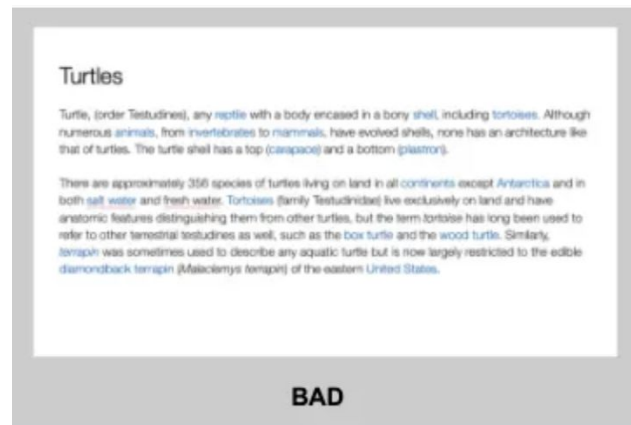 Turtles
Turtle, (order Testudines), any reptile with a body encased in a bony shell, including tortoises. Although
numerous animals, from invertebrates to mammals, have evolved shells, none has an architecture like
that of turtles. The turtle shell has a top (carapace) and a bottom (plastron).
There are approximately 356 species of turtles living on land in all continents except Antarctica and in
both salt water and fresh water. Tortoises (family Testudinidae) live exclusively on land and have
anatomic features distinguishing them from other turtles, but the term tortoise has long been used to
refer to other terrestrial testudines as well, such as the box turtle and the wood turtle. Similarly,
terrapin was sometimes used to describe any aquatic turtle but is now largely restricted to the edible
diamondback terrapin (Malaclemys terrapin) of the eastern United States.
BAD